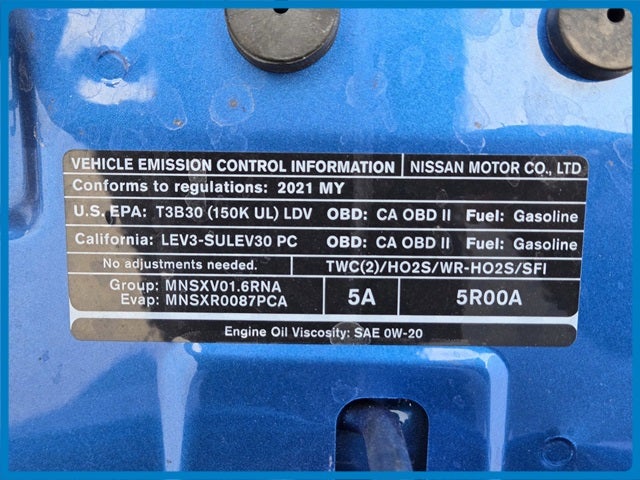 VEHICLE EMISSION CONTROL INFORMATION NISSAN MOTOR CO., LTD
Conforms to regulations: 2021 MY
U.S. EPA: T3B30 (150K UL) LDV OBD: CA OBD II Fuel: Gasoline
California: LEV3-SULEV30 PC OBD: CA OBD II Fuel: Gasoline
No adjustments needed. TWC(2)/HO2S/WR-HO2S/SFI
Group: MNSXV01.6RNA
Evap: MNSXR0087PCA
5A 5R00A
Engine Oil Viscosity: SAE 0W-20